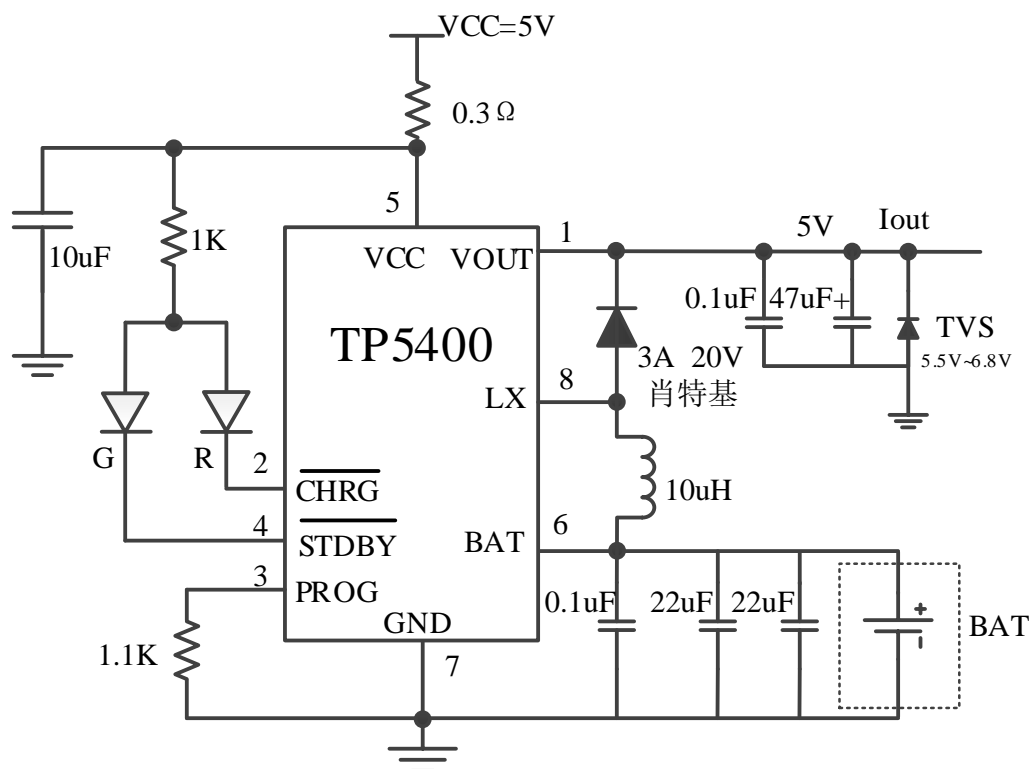 VCC=5V
0.3Ω
10uF
1K
5
VCC
VOUT
1
5V
Iout
TP5400
0.1uF
47uF+
TVS
5.5V~6.8V
3A 20V
肖特基
LX
8
G
R
2
CHRG
10uH
4
STDBY
BAT
6
3
PROG
0.1uF
22uF
22uF
+
BAT
GND
1.1K
7